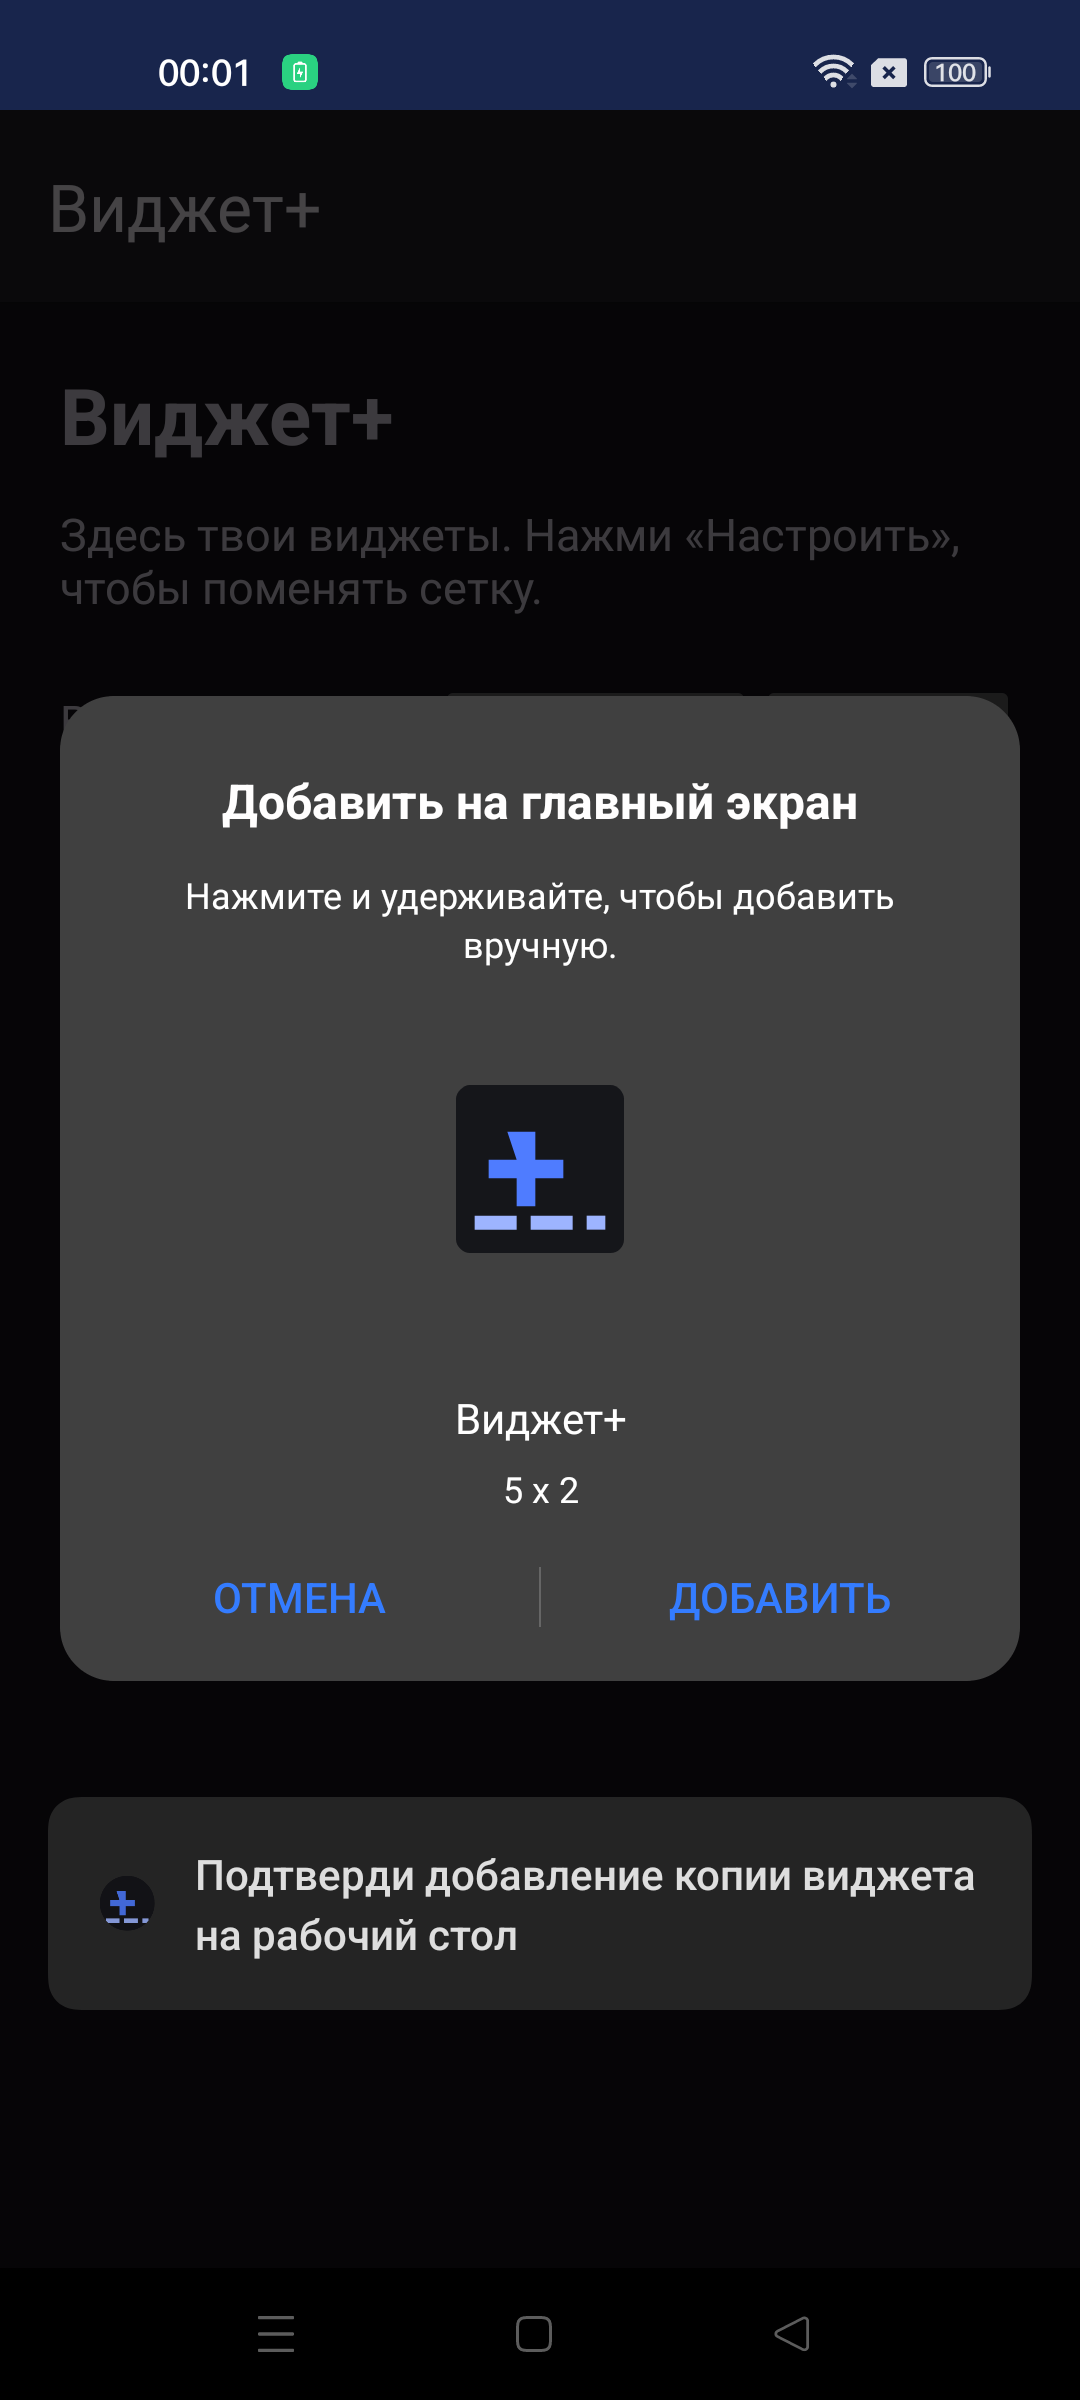 00:01
100
Виджет+
Виджет+
Здесь твои виджеты. Нажми «Настроить»,
чтобы поменять сетку.
Добавить на главный экран
Нажмите и удерживайте, чтобы добавить
вручную.
Виджет+
5 x 2
ОТМЕНА
ДОБАВИТЬ
Подтверди добавление копии виджета
на рабочий стол